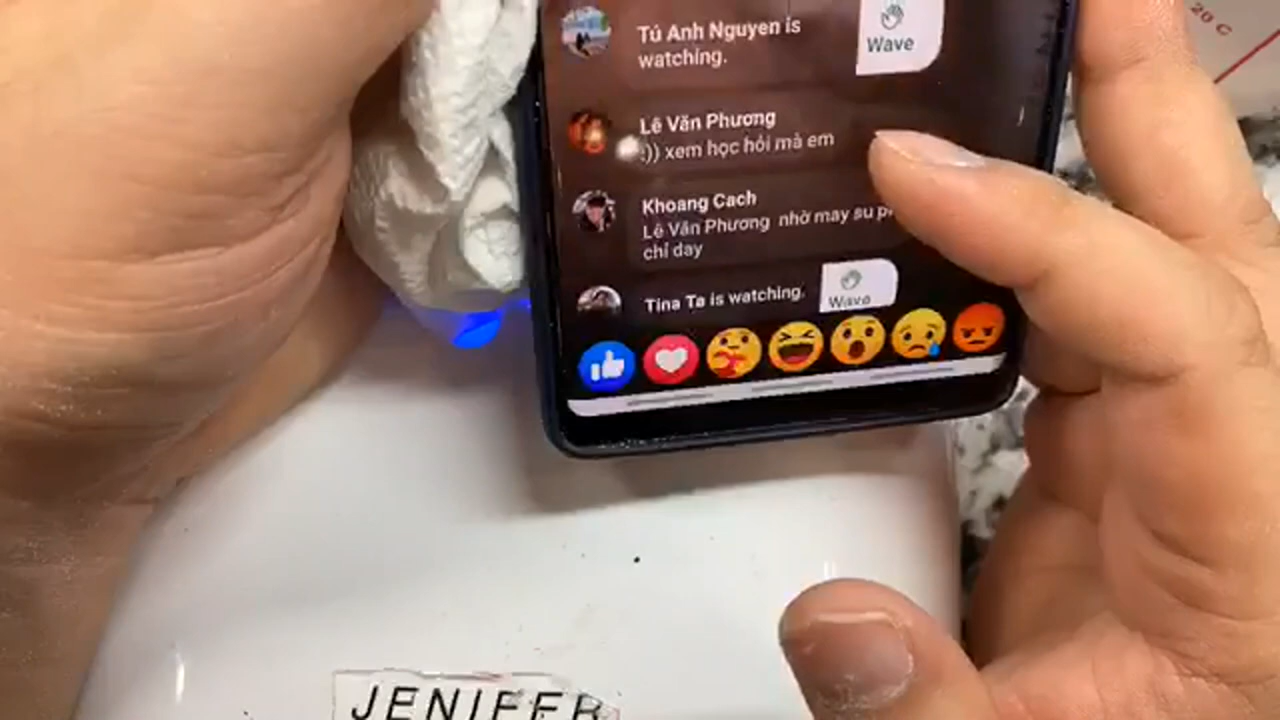 20 C
Tú Anh Nguyen is
watching.
Wave
Lê Văn Phương
:)) xem học hỏi mà em
Khoang Cach
Lê Văn Phương nhờ may su
chỉ day
Tina Ta is watching.
Wave
JENIFER